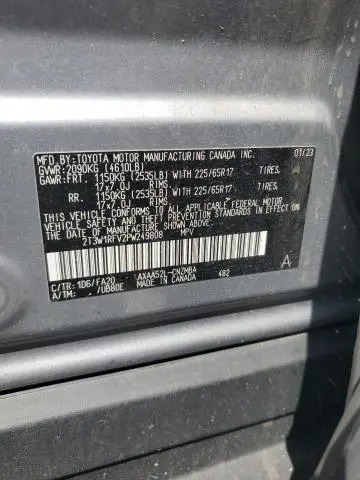 MFD.BY:TOYOTA MOTOR MANUFACTURING CANADA INC. 01/23
GVWR:2090KG (4610LB)
GAWR:FRT. 1150KG (2535LB) WITH 225/65R17 TIRES,
17x7.0J RIMS,
RR. 1150KG (2535LB) WITH 225/65R17 TIRES,
17x7.0J RIMS,
THIS VEHICLE CONFORMS TO ALL APPLICABLE FEDERAL MOTOR
VEHICLE SAFETY AND
THEFT PREVENTION STANDARDS IN EFFECT ON THE DATE OF
MANUFACTURE SHOWN ABOVE.
2T3W1RFV2PW249808 MPV
A
C/TR:1D6/FA20 AXAA52L-CNZMBA 482
A/TM: /UB80E